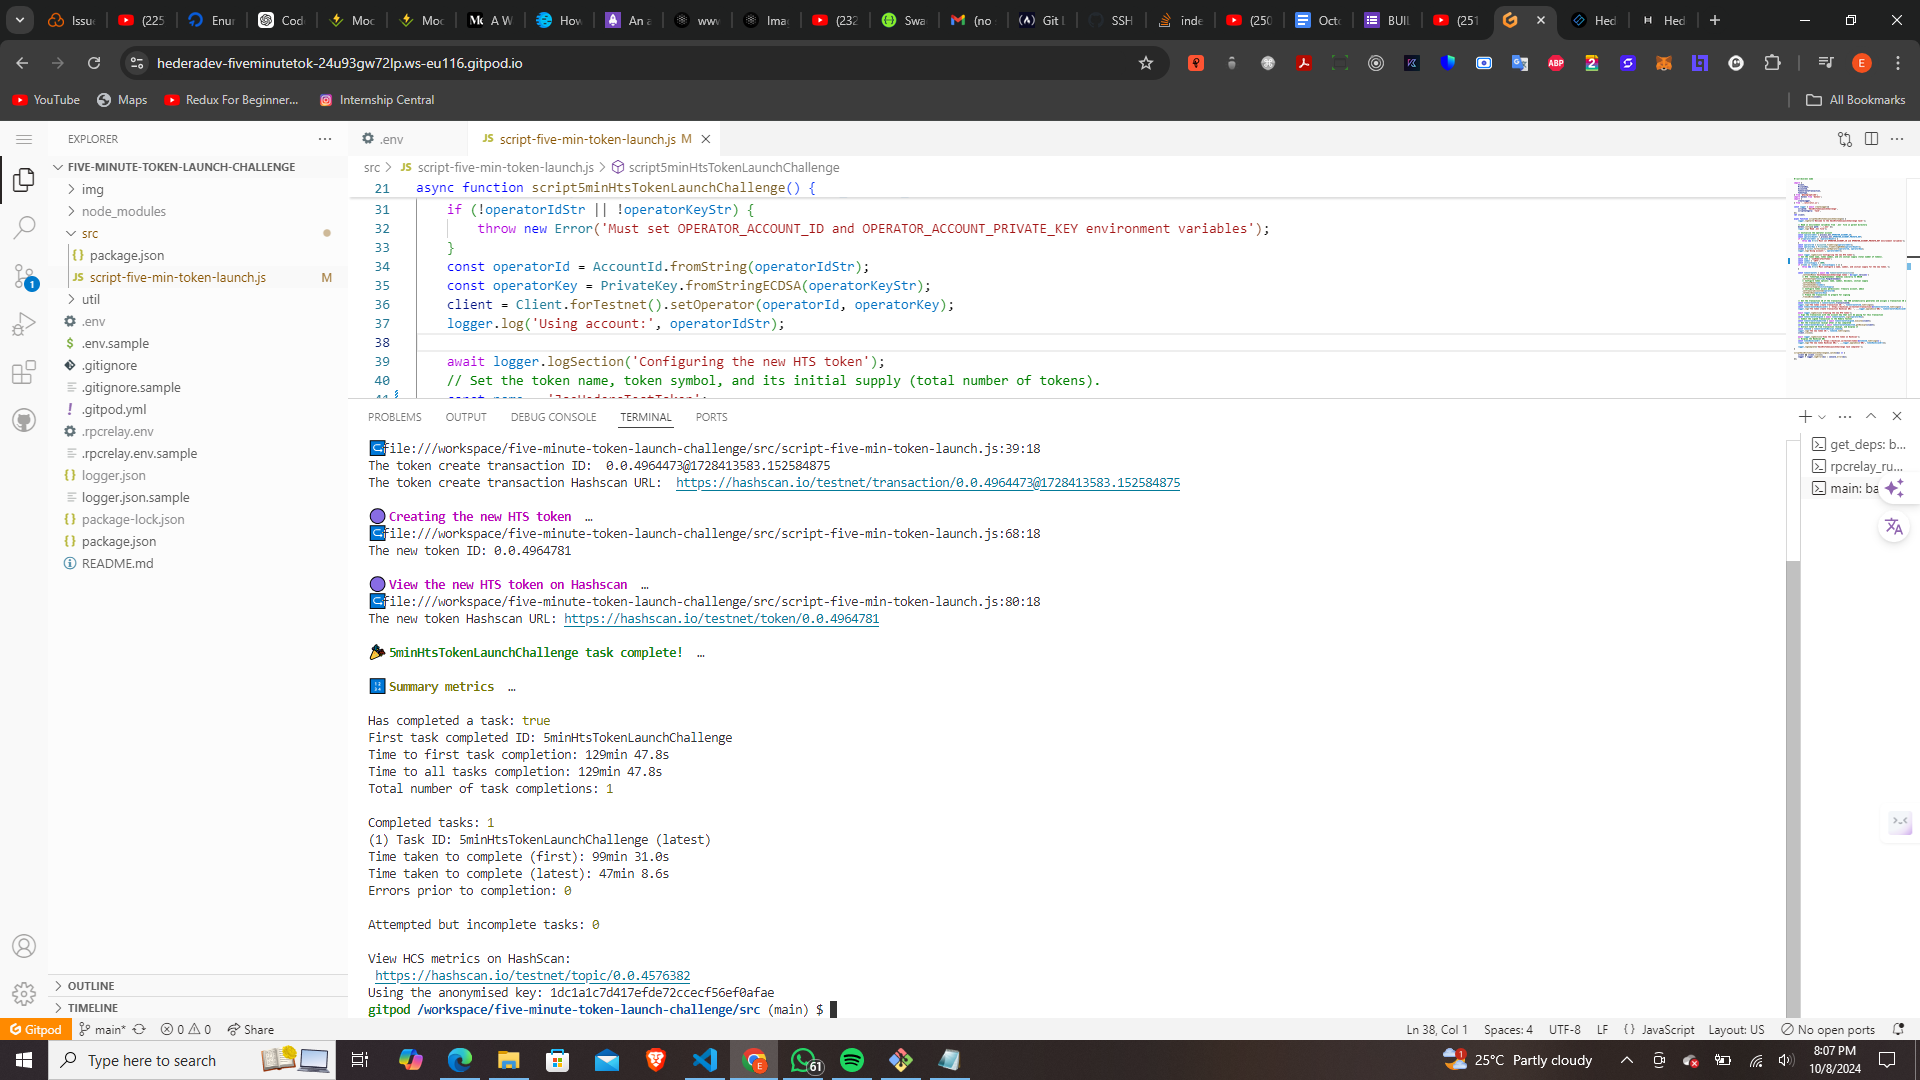 Issue
(225
Enur
Code
Moc
Moc
A W
How
An a
www
Ima
(232
Swa
(no
Git L
SSH
inde
(250
Octo
BUIL
(251
Hed
Hed
hederadev-fiveminutetok-24u93gw72lp.ws-eu116.gitpod.io
YouTube
Maps
Redux For Beginner...
Internship Central
All Bookmarks
EXPLORER
.env
script-five-min-token-launch.js M
FIVE-MINUTE-TOKEN-LAUNCH-CHALLENGE
img
node_modules
src
package.json
script-five-min-token-launch.js M
util
.env
.env.sample
.gitignore
.gitignore.sample
.gitpod.yml
.rpcrelay.env
.rpcrelay.env.sample
logger.json
logger.json.sample
package-lock.json
package.json
README.md
OUTLINE
TIMELINE
src > JS script-five-min-token-launch.js > script5minHtsTokenLaunchChallenge
21 async function script5minHtsTokenLaunchChallenge() {
31 if (!operatorIdStr || !operatorKeyStr) {
32 throw new Error('Must set OPERATOR_ACCOUNT_ID and OPERATOR_ACCOUNT_PRIVATE_KEY environment variables');
33 }
34 const operatorId = AccountId.fromString(operatorIdStr);
35 const operatorKey = PrivateKey.fromStringECDSA(operatorKeyStr);
36 client = Client.forTestnet().setOperator(operatorId, operatorKey);
37 logger.log('Using account:', operatorIdStr);
38
39 await logger.logSection('Configuring the new HTS token');
40 // Set the token name, token symbol, and its initial supply (total number of tokens).
PROBLEMS
OUTPUT
DEBUG CONSOLE
TERMINAL
PORTS
file:///workspace/five-minute-token-launch-challenge/src/script-five-min-token-launch.js:39:18
The token create transaction ID: 0.0.4964473@1728413583.152584875
The token create transaction Hashscan URL: https://hashscan.io/testnet/transaction/0.0.4964473@1728413583.152584875
Creating the new HTS token …
file:///workspace/five-minute-token-launch-challenge/src/script-five-min-token-launch.js:68:18
The new token ID: 0.0.4964781
View the new HTS token on Hashscan …
file:///workspace/five-minute-token-launch-challenge/src/script-five-min-token-launch.js:80:18
The new token Hashscan URL: https://hashscan.io/testnet/token/0.0.4964781
5minHtsTokenLaunchChallenge task complete! …
Summary metrics …
Has completed a task: true
First task completed ID: 5minHtsTokenLaunchChallenge
Time to first task completion: 129min 47.8s
Time to all tasks completion: 129min 47.8s
Total number of task completions: 1
Completed tasks: 1
(1) Task ID: 5minHtsTokenLaunchChallenge (latest)
Time taken to complete (first): 99min 31.0s
Time taken to complete (latest): 47min 8.6s
Errors prior to completion: 0
Attempted but incomplete tasks: 0
View HCS metrics on HashScan:
https://hashscan.io/testnet/topic/0.0.4576382
Using the anonymised key: 1dc1a1c7d417efde72ccecf56ef0afae
gitpod /workspace/five-minute-token-launch-challenge/src (main) $
get_deps: b...
rpcrelay_ru...
main: ba
Gitpod
main*
0 0
Share
Ln 38, Col 1
Spaces: 4
UTF-8
LF
{ } JavaScript
Layout: US
No open ports
Type here to search
61
25°C Partly cloudy
8:07 PM
10/8/2024